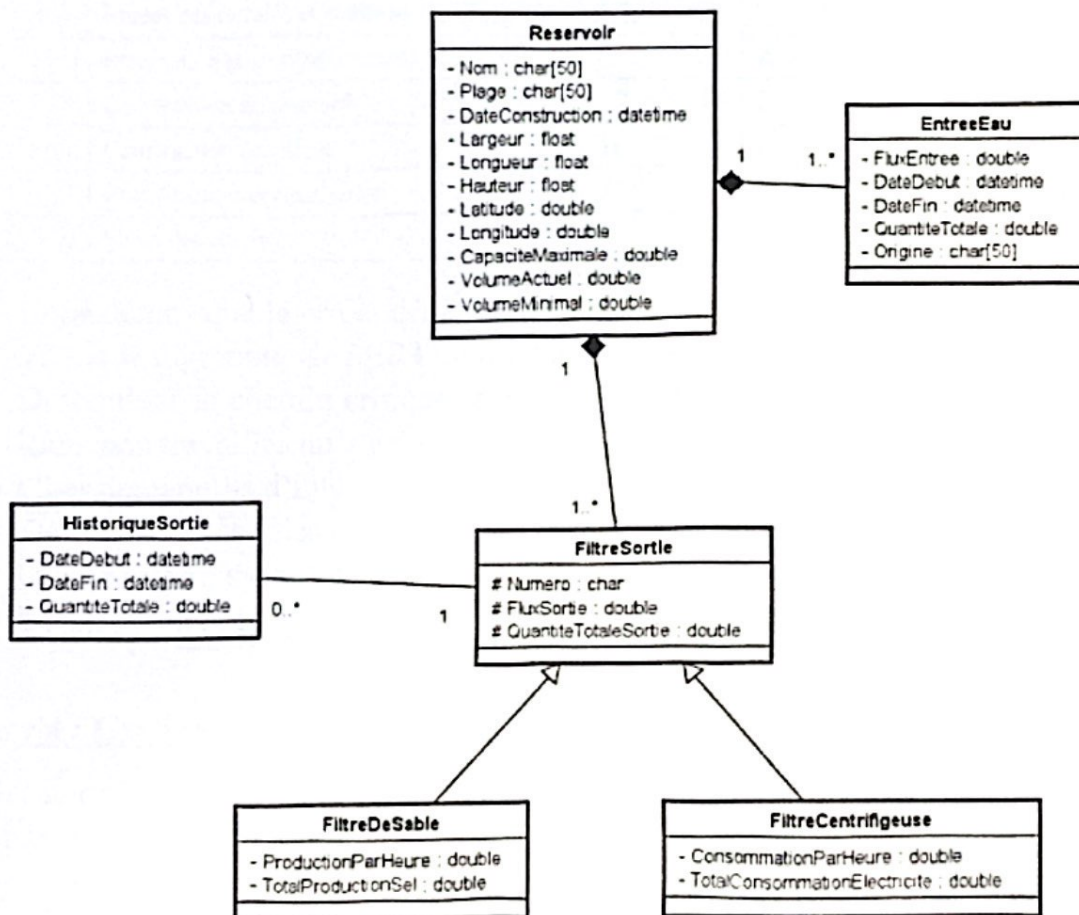 Reservoir
- Nom : char[50]
- Plage : char[50]
- DateConstruction : datetime
- Largeur : float
- Longueur : float
- Hauteur : float
- Latitude : double
- Longitude : double
- CapaciteMaximale : double
- VolumeActuel : double
- VolumeMinimal : double
1
1..*
EntreeEau
- FluxEntree : double
- DateDebut : datetime
- DateFin : datetime
- QuantiteTotale : double
- Origine : char[50]
1
1..*
HistoriqueSortie
- DateDebut : datetime
- DateFin : datetime
- QuantiteTotale : double
0..*
1
FiltreSortie
# Numero : char
# FluxSortie : double
# QuantiteTotaleSortie : double
FiltreDeSable
- ProductionParHeure : double
- TotalProductionSel : double
FiltreCentrifigeuse
- ConsommationParHeure : double
- TotalConsommationElectricite : double